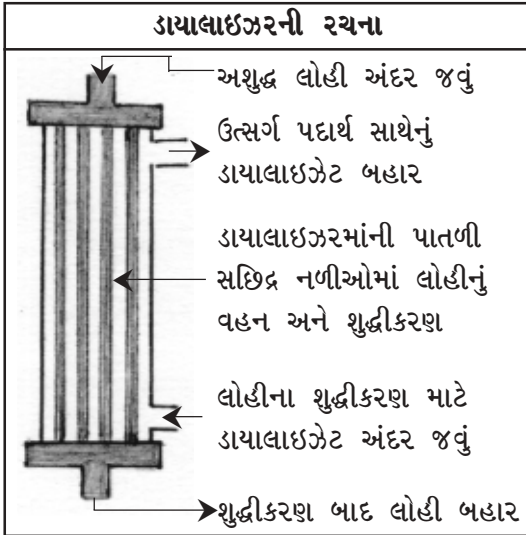 ડાયાલાઇઝરની રચના
અશુદ્ધ લોહી અંદર જવું
ઉત્સર્ગ પદાર્થ સાથેનું
ડાયાલાઇઝેટ બહાર
ડાયાલાઇઝરમાંની પાતળી
સછિદ્ર નળીઓમાં લોહીનું
વહન અને શુદ્ધીકરણ
લોહીના શુદ્ધીકરણ માટે
ડાયાલાઇઝેટ અંદર જવું
શુદ્ધીકરણ બાદ લોહી બહાર